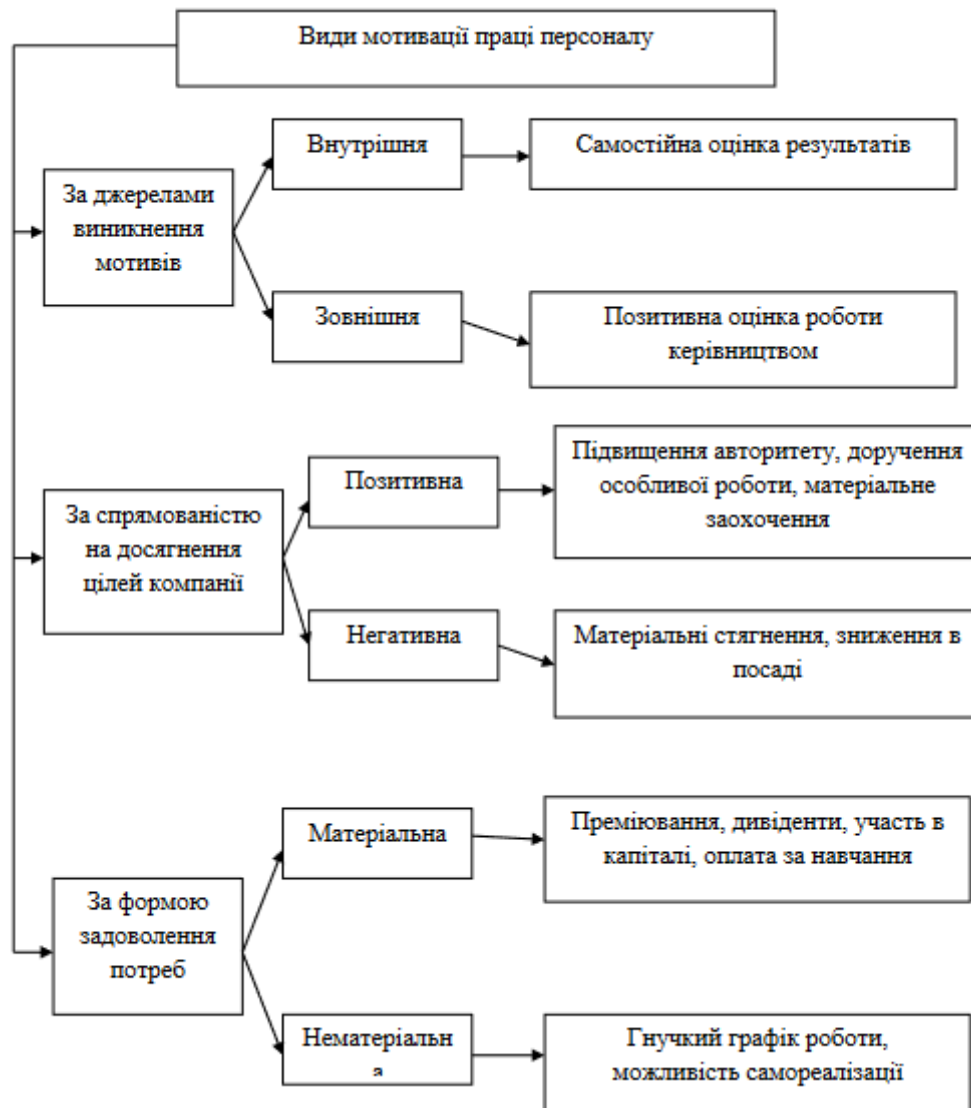 Види мотивації праці персоналу
Внутрішня
Самостійна оцінка результатів
За джерелами
виникнення
мотивів
Зовнішня
Позитивна оцінка роботи
керівництвом
Позитивна
Підвищення авторитету, доручення
особливої роботи, матеріальне
заохочення
За спрямованістю
на досягнення
цілей компанії
Негативна
Матеріальні стягнення, зниження в
посаді
Матеріальна
Преміювання, дивіденти, участь в
капіталі, оплата за навчання
За формою
задоволення
потреб
Нематеріальн
а
Гнучкий графік роботи,
можливість самореалізації